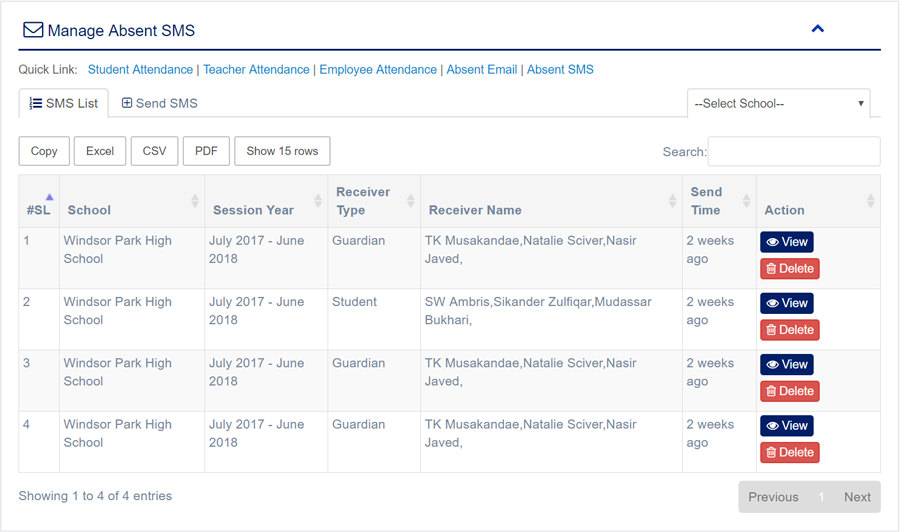 Manage Absent SMS
Quick Link: Student Attendance | Teacher Attendance | Employee Attendance | Absent Email | Absent SMS
SMS List Send SMS --Select School--
Copy Excel CSV PDF Show 15 rows Search:
#SL School Session Year Receiver Type Receiver Name Send Time Action
1 Windsor Park High School July 2017 - June 2018 Guardian TK Musakandae,Natalie Sciver,Nasir Javed, 2 weeks ago View Delete
2 Windsor Park High School July 2017 - June 2018 Student SW Ambris,Sikander Zulfiqar,Mudassar Bukhari, 2 weeks ago View Delete
3 Windsor Park High School July 2017 - June 2018 Guardian TK Musakandae,Natalie Sciver,Nasir Javed, 2 weeks ago View Delete
4 Windsor Park High School July 2017 - June 2018 Guardian TK Musakandae,Natalie Sciver,Nasir Javed, 2 weeks ago View Delete
Showing 1 to 4 of 4 entries Previous 1 Next